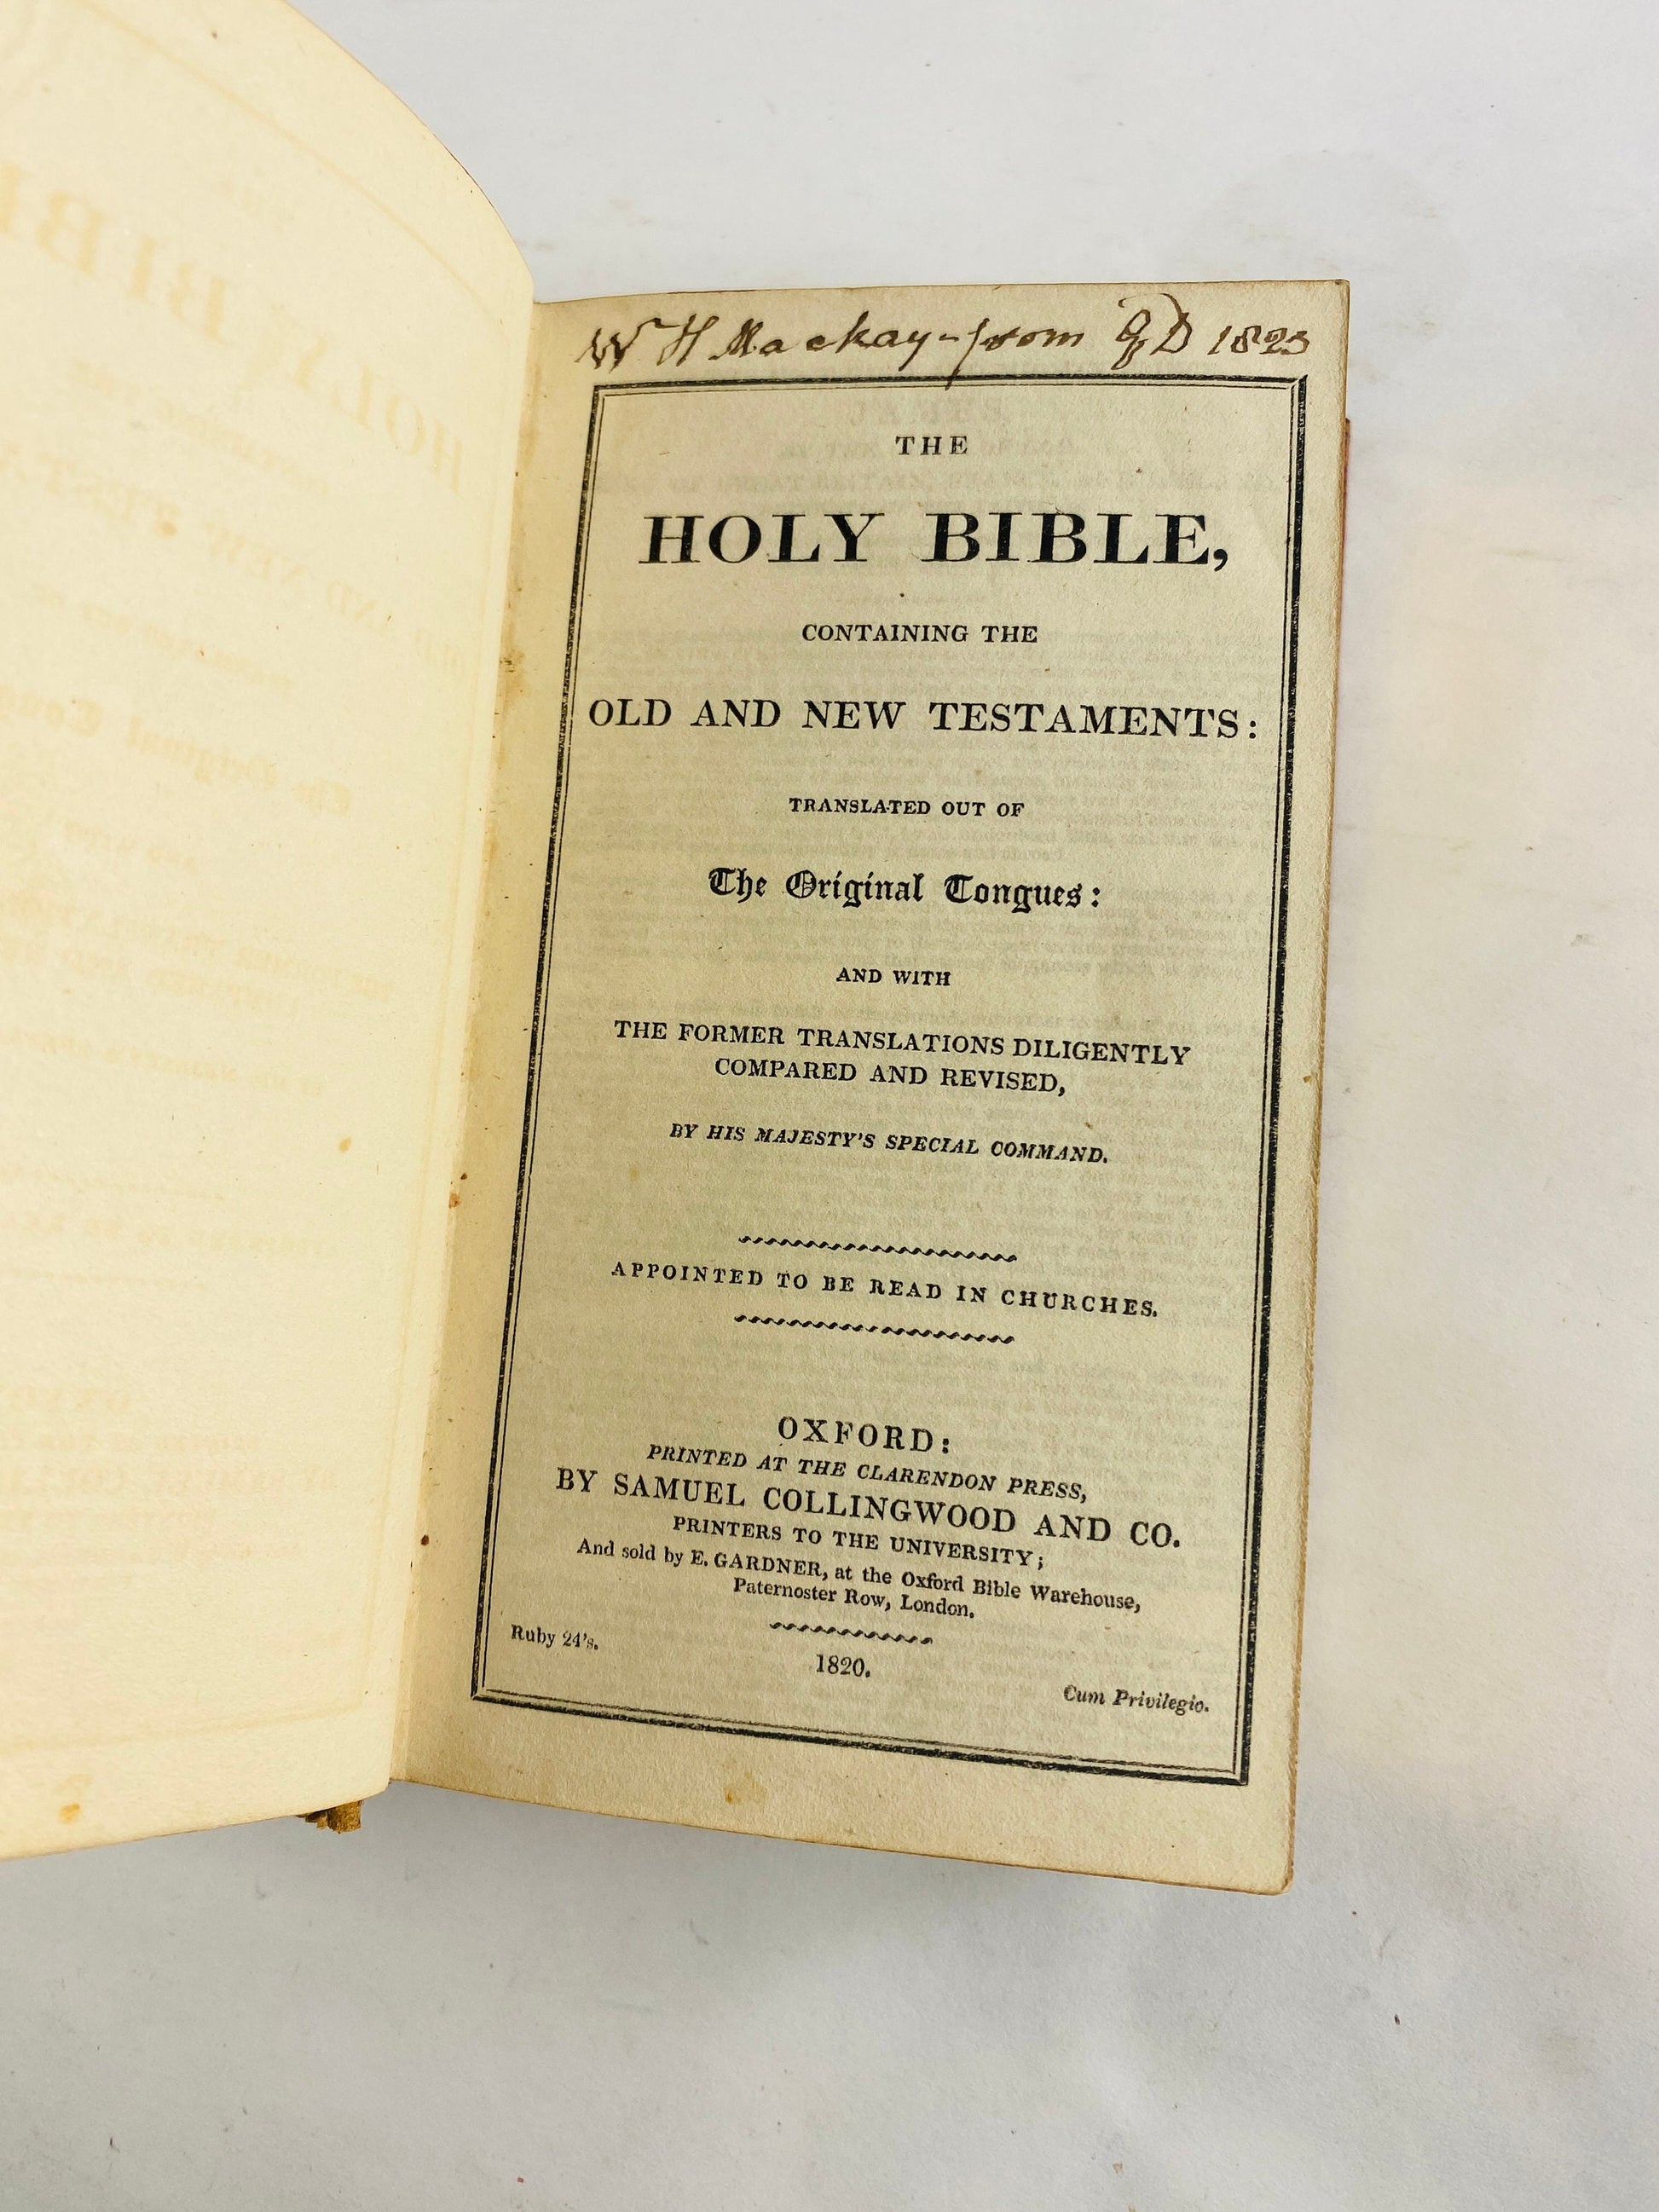 W H Mackay - from J D 1823
THE
HOLY BIBLE,
CONTAINING THE
OLD AND NEW TESTAMENTS:
TRANSLATED OUT OF
The Original Tongues:
AND WITH
THE FORMER TRANSLATIONS DILIGENTLY
COMPARED AND REVISED,
BY HIS MAJESTY'S SPECIAL COMMAND.
APPOINTED TO BE READ IN CHURCHES.
OXFORD:
PRINTED AT THE CLARENDON PRESS,
BY SAMUEL COLLINGWOOD AND CO.
PRINTERS TO THE UNIVERSITY;
And sold by E. GARDNER, at the Oxford Bible Warehouse,
Paternoster Row, London.
Ruby 24's.
1820.
Cum Privilegio.